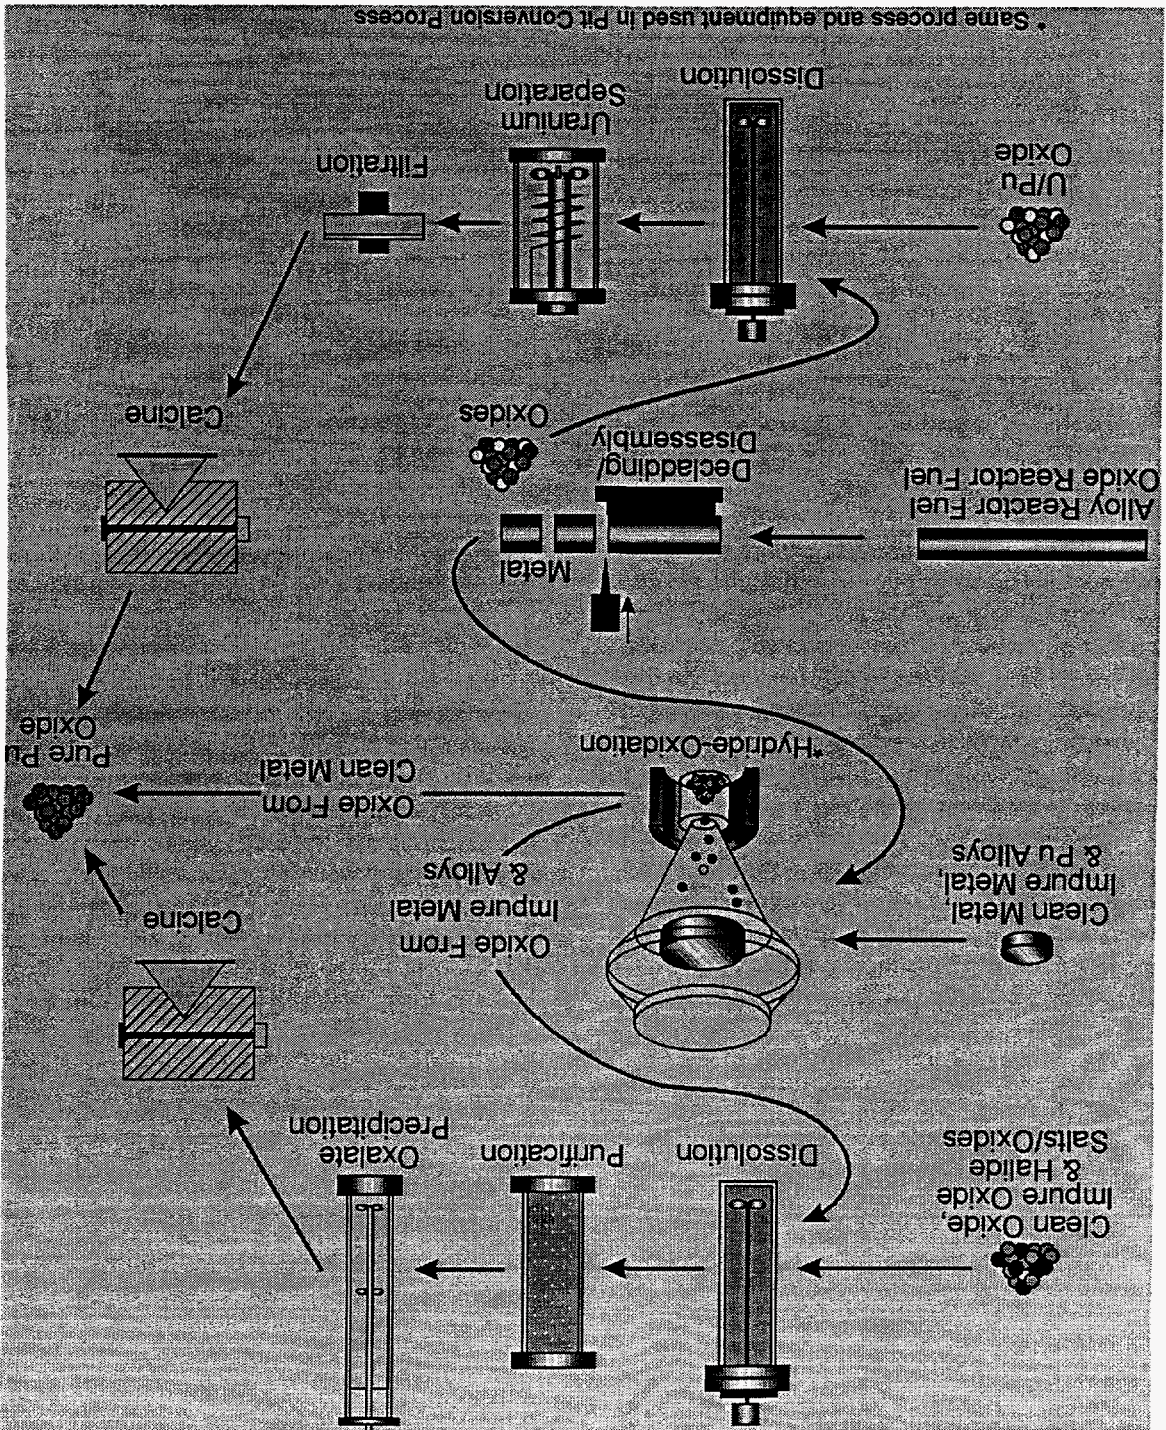 Clean Oxide,
Impure Oxide
& Halide
Salts/Oxides
Dissolution
Purification
Oxalate
Precipitation
Calcine
Clean Metal,
Impure Metal,
& Pu Alloys
*Hydride-Oxidation
Oxide From
Impure Metal
& Alloys
Oxide From
Clean Metal
Pure Pu
Oxide
Alloy Reactor Fuel
Oxide Reactor Fuel
Metal
Decladding/
Disassembly
Oxides
Calcine
U/Pu
Oxide
Dissolution
Uranium
Separation
Filtration
* Same process and equipment used in Pit Conversion Process